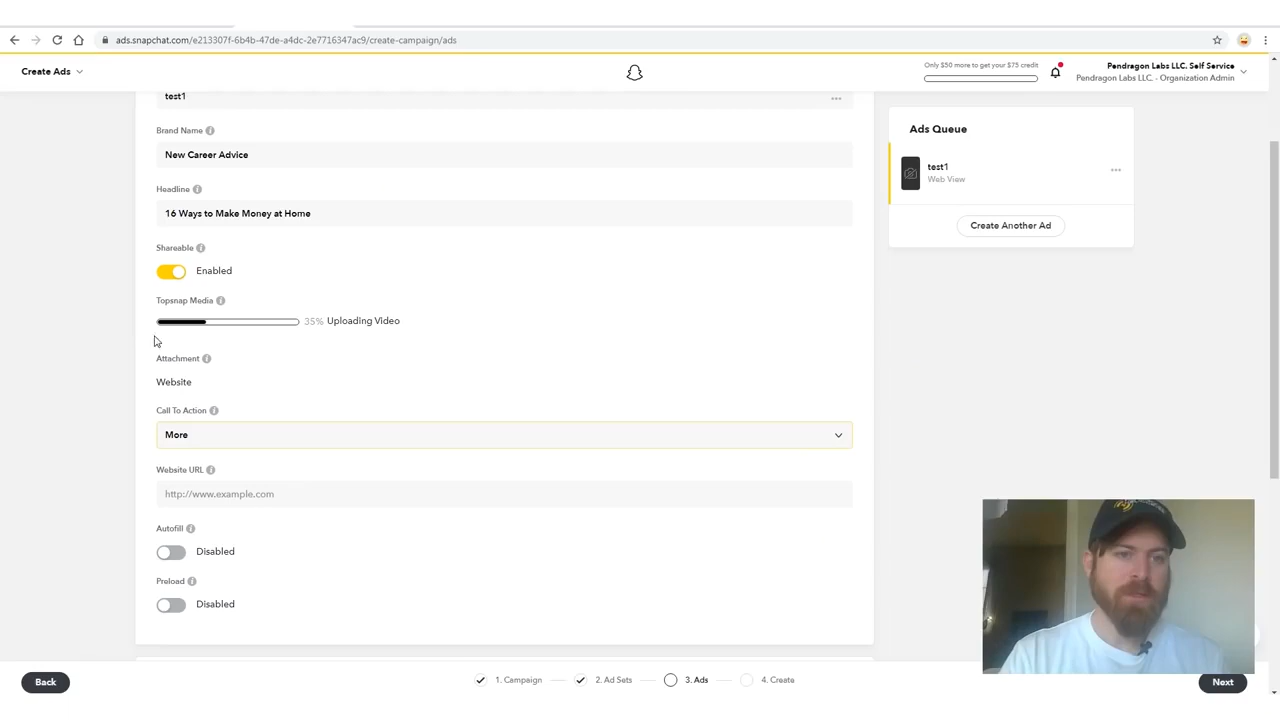 ads.snapchat.com/e213307f-6b4b-47de-a4dc-2e7716347ac9/create-campaign/ads
Create Ads
Only $50 more to get your $75 credit
Pendragon Labs LLC. Self Service
Pendragon Labs LLC. - Organization Admin
test1
Brand Name
New Career Advice
Headline
16 Ways to Make Money at Home
Shareable
Enabled
Topsnap Media
35% Uploading Video
Attachment
Website
Call To Action
More
Website URL
http://www.example.com
Autofill
Disabled
Preload
Disabled
Ads Queue
test1
Web View
Create Another Ad
Back
1. Campaign
2. Ad Sets
3. Ads
4. Create
Next